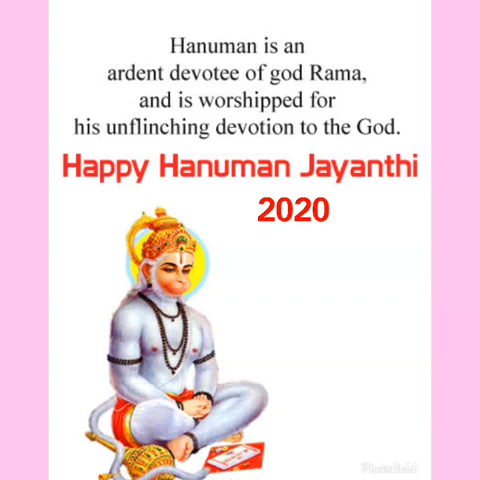 Hanuman is an
ardent devotee of god Rama,
and is worshipped for
his unflinching devotion to the God.
Happy Hanuman Jayanthi
2020